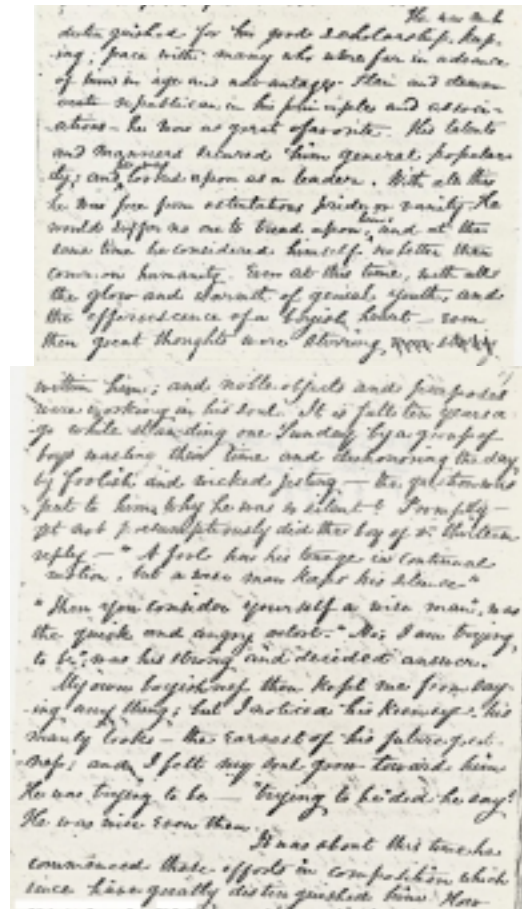 He was much
distinguished for his good scholarship, keep-
ing, pace with many who were far in advance
of him in age and advantages. Plain and demo-
cratic republican in his principles and associ-
ations - he was a great favorite. His talents
and manners secured him general populari-
ty; and looked upon as a leader. With all this
he was free from ostentatious pride, or vanity. He
would suffer no one to tread upon him; and at the
same time he considered himself no better than
common humanity. Even at this time, with all
the glow and warmth of genial youth, and
the effervescence of a boyish heart - even
then great thoughts were stirring
within him; and noble objects and purposes
were working in his soul. It is full ten years a-
go while standing one Sunday by a group of
boys wasting their time and dishonoring the day
by foolish and wicked jesting - the question was
put to him, why he was so silent? Promptly -
yet not presumptuously did the boy of thirteen
reply - "A fool has his tongue in continual
motion, but a wise man keeps his silence"
"Then you consider yourself a wise man", was
the quick and angry retort. "No; I am trying,
to be", was his strong and decided answer.
My own boyishness then kept me from say-
ing any thing; but I noticed his his
manly looks - the earnest of his future great-
ness; and I felt my soul grow toward him
He was trying to be - "trying to be" did he say?
He was wise even then.
It was about this time he
commenced those efforts in composition which
since have greatly distinguished him. How